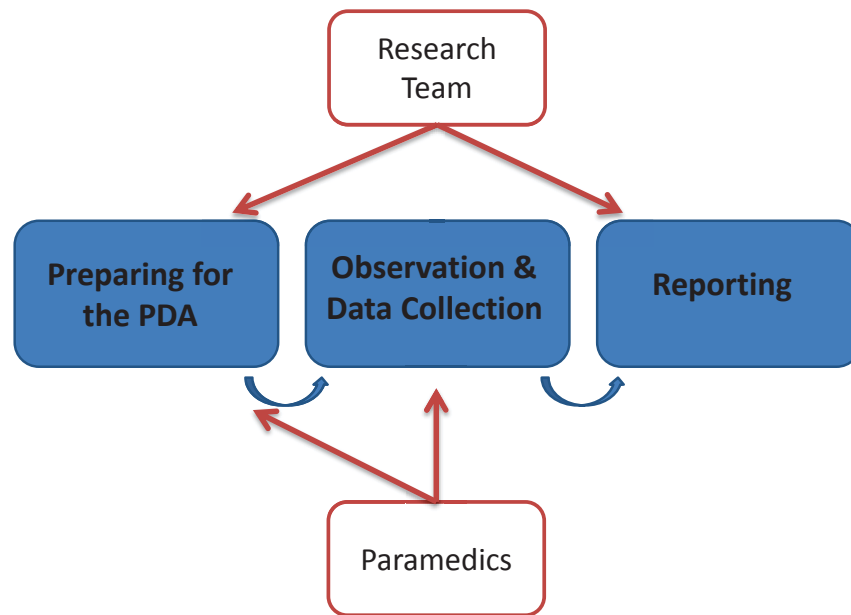 Research
Team
Preparing for
the PDA
Observation &
Data Collection
Reporting
Paramedics